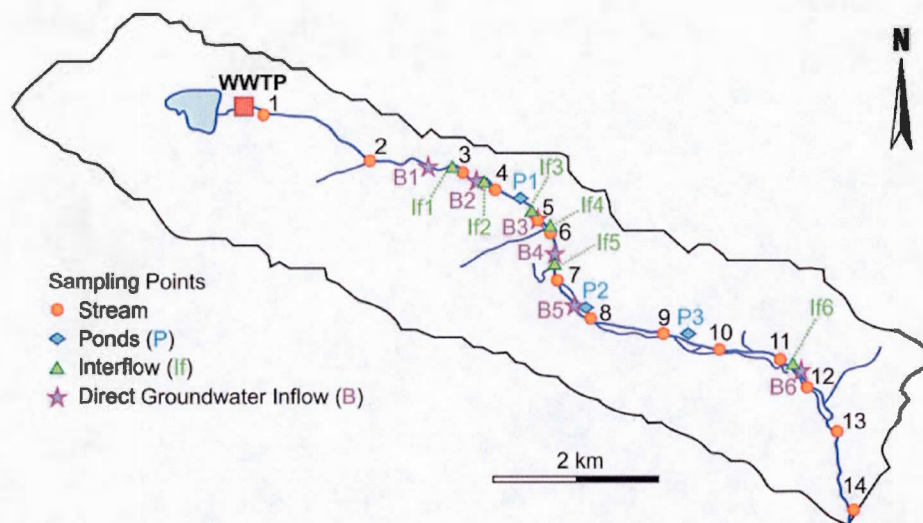 N
WWTP
1
2
3
4
P1
If3
B1
B2
5
If4
If1
If2
B3
6
B4
If5
7
P2
B5
8
9
P3
10
11
If6
B6
12
13
14
Sampling Points
Stream
Ponds (P)
Interflow (If)
Direct Groundwater Inflow (B)
2 km